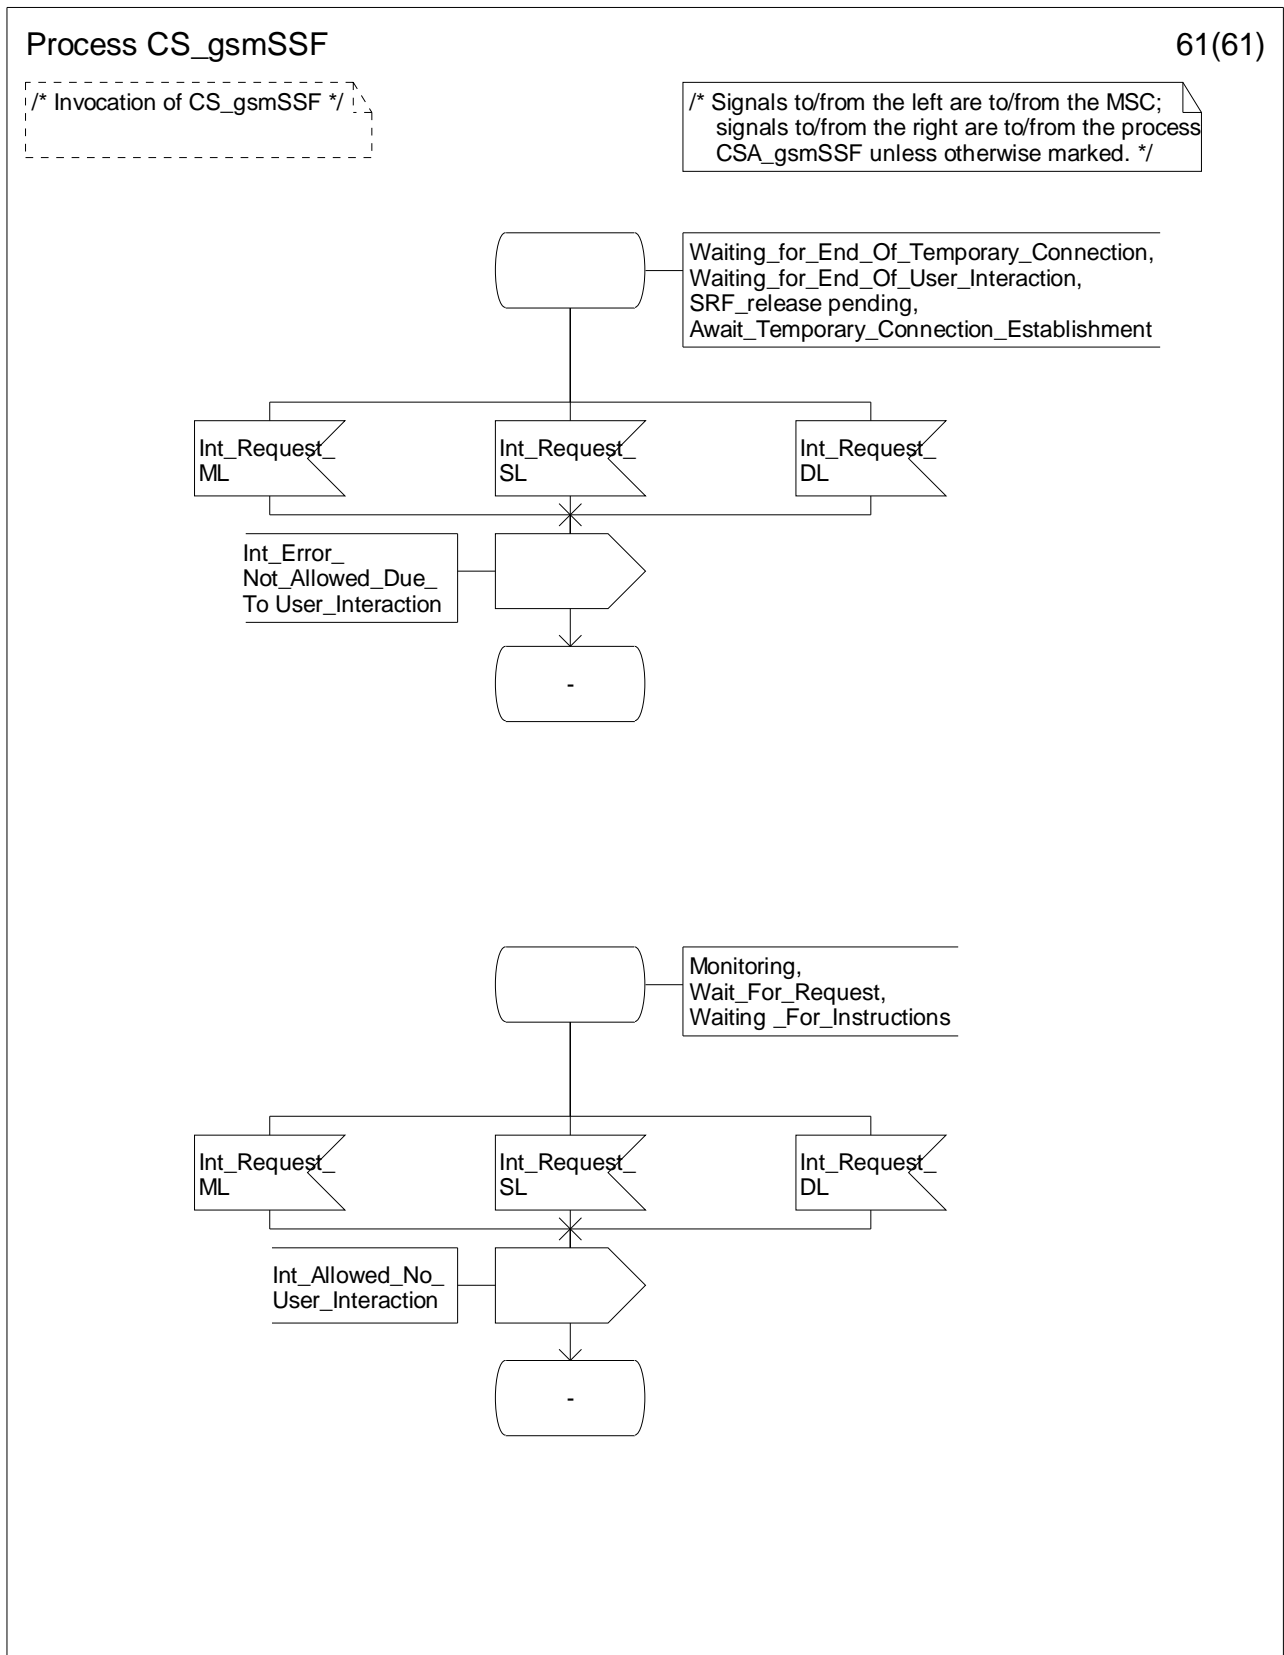 Process CS_gsmSSF
61(61)
/* Invocation of CS_gsmSSF */
/* Signals to/from the left are to/from the MSC;
signals to/from the right are to/from the process
CSA_gsmSSF unless otherwise marked. */
Waiting_for_End_Of_Temporary_Connection,
Waiting_for_End_Of_User_Interaction,
SRF_release pending,
Await_Temporary_Connection_Establishment
Int_Request_
ML
Int_Request_
SL
Int_Request_
DL
Int_Error_
Not_Allowed_Due_
To User_Interaction
-
Monitoring,
Wait_For_Request,
Waiting _For_Instructions
Int_Request_
ML
Int_Request_
SL
Int_Request_
DL
Int_Allowed_No_
User_Interaction
-